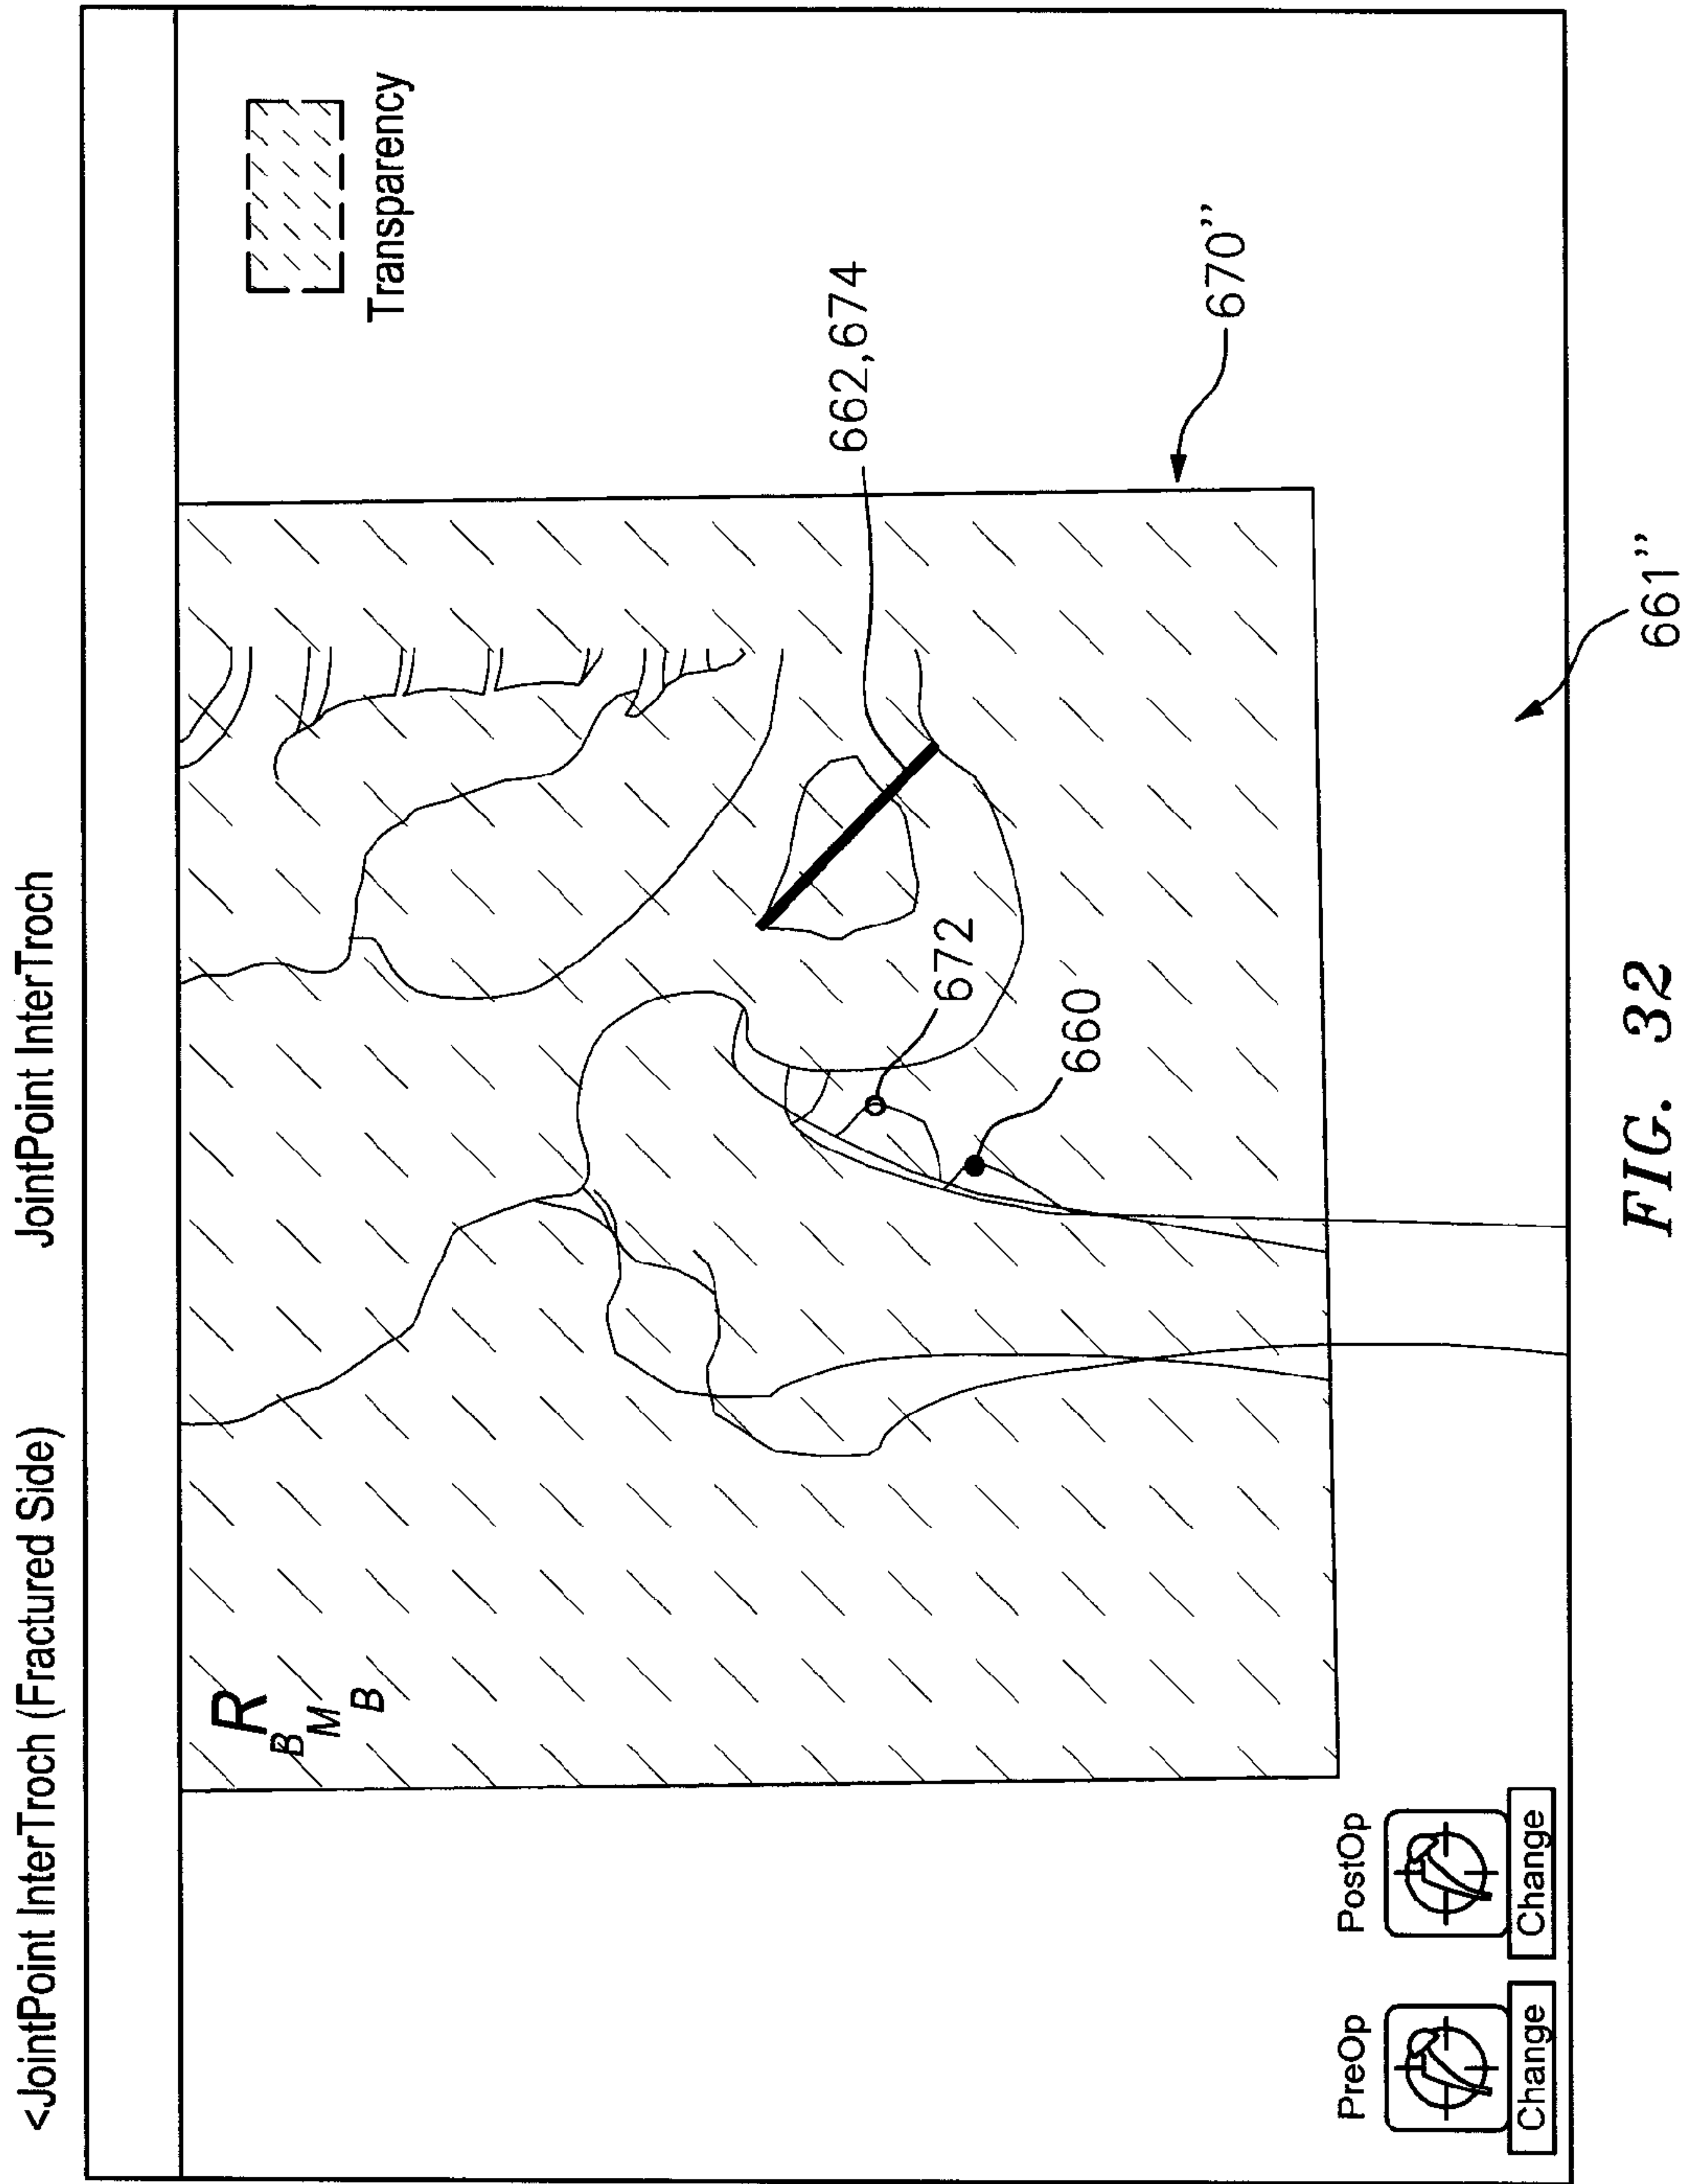 <JointPoint InterTroch (Fractured Side)
JointPoint InterTroch
R
B
M
B
Transparency
662,674
672
660
670”
661”
PreOp
PostOp
Change
Change
FIG. 32